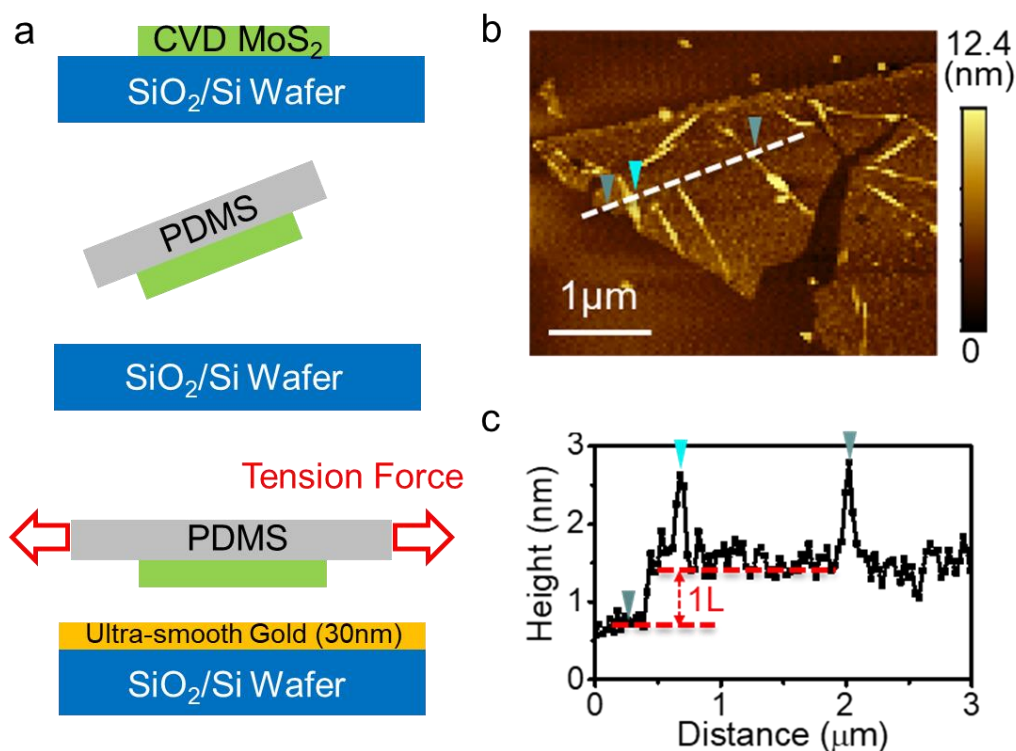 a
CVD MoS₂
SiO₂/Si Wafer
PDMS
SiO₂/Si Wafer
Tension Force
PDMS
Ultra-smooth Gold (30nm)
SiO₂/Si Wafer
b
12.4
(nm)
1μm
0
c
3
2
1
0
Height (nm)
1L
0
1
2
3
Distance (μm)